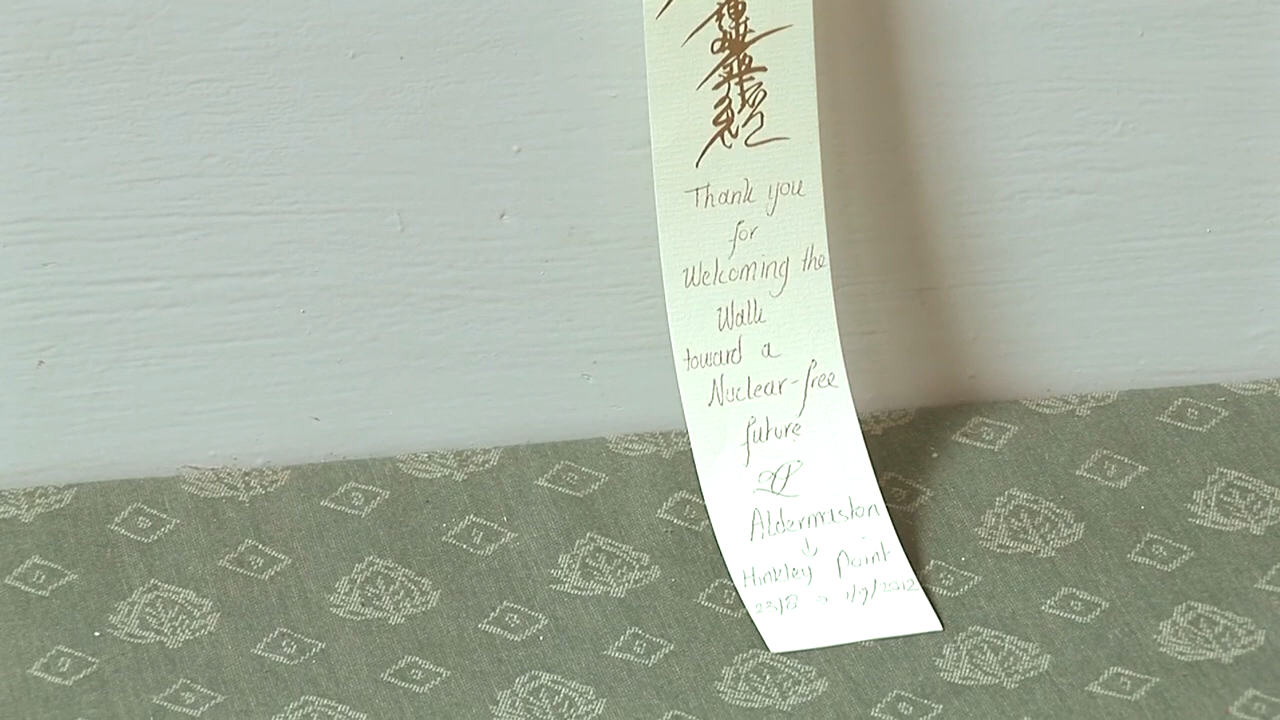 Thank you
for
Welcoming the
Walk
toward a
Nuclear-free
future
Aldermaston
↓
Hinkley Point
23/8 1/9/2012